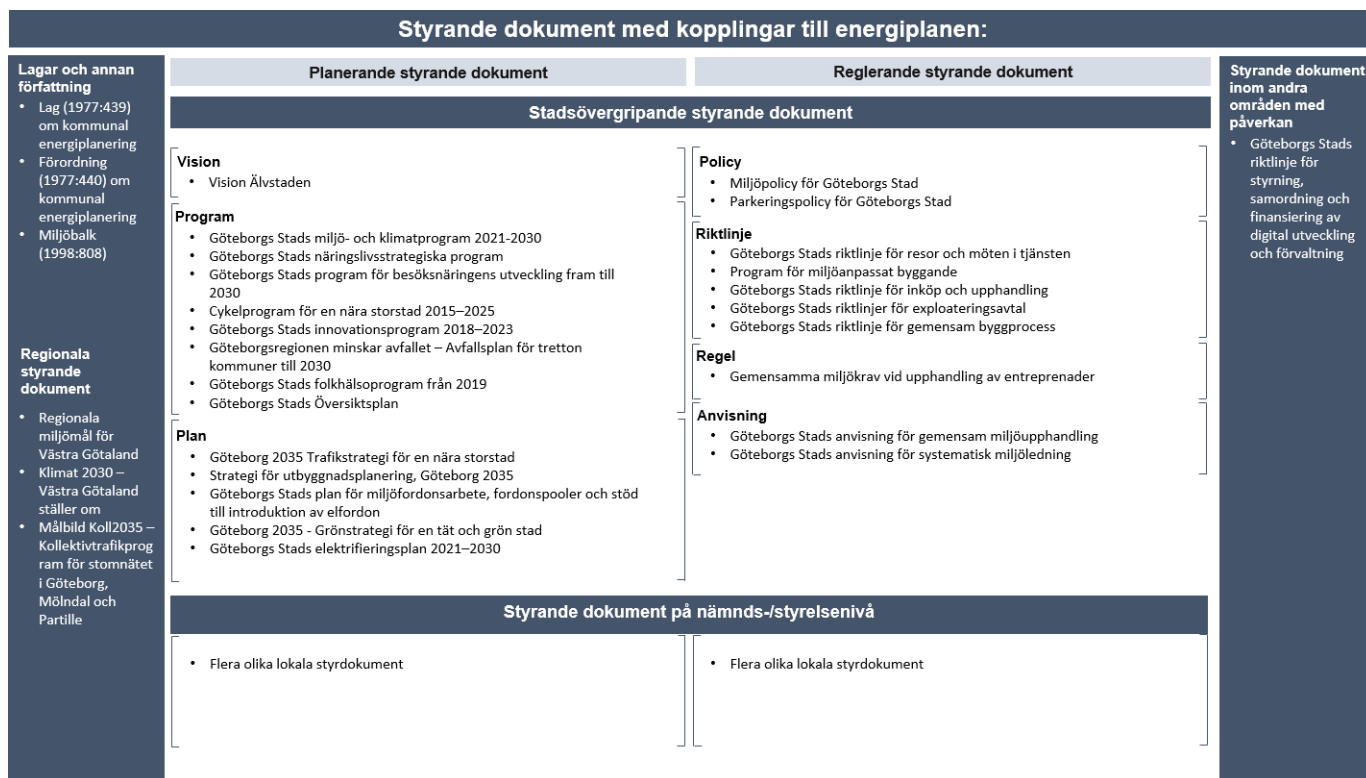 Styrande dokument med kopplingar till energiplanen:
Lagar och annan
författning
• Lag (1977:439)
om kommunal
energiplanering
• Förordning
(1977:440) om
kommunal
energiplanering
• Miljöbalk
(1998:808)
Regionala
styrande
dokument
• Regionala
miljömål för
Västra Götaland
• Klimat 2030 –
Västra Götaland
ställer om
• Målbild Koll2035 –
Kollektivtrafikprog
ram för stomnätet
i Göteborg,
Mölndal och
Partille
Planerande styrande dokument
Reglerande styrande dokument
Stadsövergripande styrande dokument
Vision
• Vision Älvstaden
Program
• Göteborgs Stads miljö- och klimatprogram 2021-2030
• Göteborgs Stads näringslivsstrategiska program
• Göteborgs Stads program för besöksnäringens utveckling fram till
2030
• Cykelprogram för en nära storstad 2015–2025
• Göteborgs Stads innovationsprogram 2018–2023
• Göteborgsregionen minskar avfallet – Avfallsplan för tretton
kommuner till 2030
• Göteborgs Stads folkhälsoprogram från 2019
• Göteborgs Stads Översiktsplan
Plan
• Göteborg 2035 Trafikstrategi för en nära storstad
• Strategi för utbyggnadsplanering, Göteborg 2035
• Göteborgs Stads plan för miljöfordonsarbete, fordonspooler och stöd
till introduktion av elfordon
• Göteborg 2035 - Grönstrategi för en tät och grön stad
• Göteborgs Stads elektrifieringsplan 2021–2030
Policy
• Miljöpolicy för Göteborgs Stad
• Parkeringspolicy för Göteborgs Stad
Riktlinje
• Göteborgs Stads riktlinje för resor och möten i tjänsten
• Program för miljöanpassat byggande
• Göteborgs Stads riktlinje för inköp och upphandling
• Göteborgs Stads riktlinjer för exploateringsavtal
• Göteborgs Stads riktlinje för gemensam byggprocess
Regel
• Gemensamma miljökrav vid upphandling av entreprenader
Anvisning
• Göteborgs Stads anvisning för gemensam miljöupphandling
• Göteborgs Stads anvisning för systematisk miljöledning
Styrande dokument på nämnds-/styrelsenivå
• Flera olika lokala styrdokument
• Flera olika lokala styrdokument
Styrande dokument
inom andra
områden med
påverkan
• Göteborgs Stads
riktlinje för
styrning,
samordning och
finansiering av
digital utveckling
och förvaltning